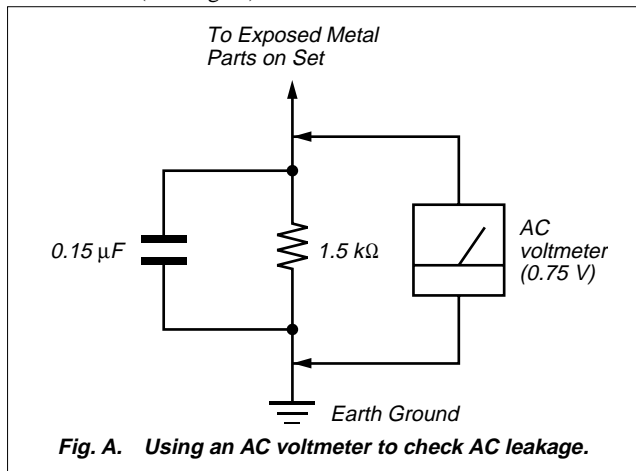 To Exposed Metal
Parts on Set
0.15 µF
1.5 kΩ
AC
voltmeter
(0.75 V)
Earth Ground
Fig. A. Using an AC voltmeter to check AC leakage.